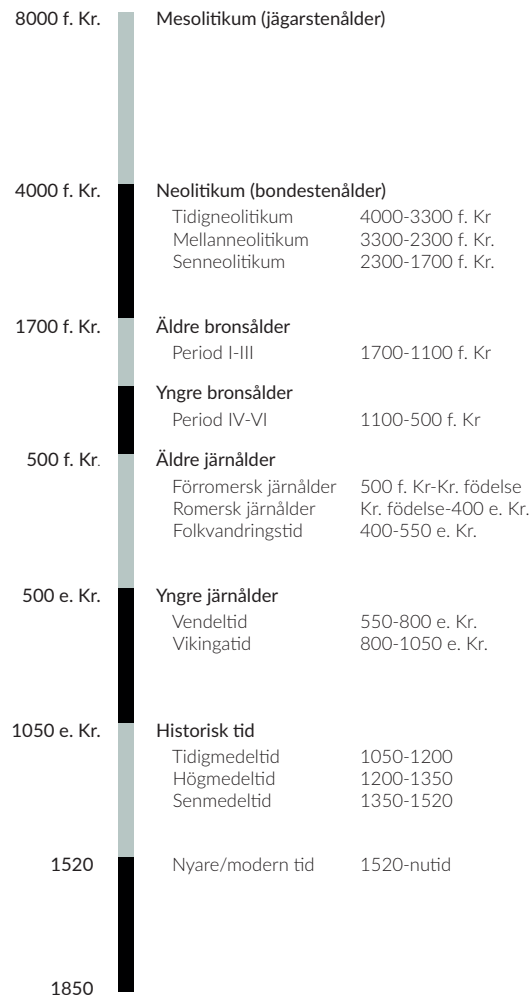 8000 f. Kr. Mesolitikum (jägarstenålder)
4000 f. Kr. Neolitikum (bondestenålder)
Tidigneolitikum 4000-3300 f. Kr
Mellanneolitikum 3300-2300 f. Kr.
Senneolitikum 2300-1700 f. Kr.
1700 f. Kr. Äldre bronsålder
Period I-III 1700-1100 f. Kr
Yngre bronsålder
Period IV-VI 1100-500 f. Kr
500 f. Kr. Äldre järnålder
Förromersk järnålder 500 f. Kr-Kr. födelse
Romersk järnålder Kr. födelse-400 e. Kr.
Folkvandringstid 400-550 e. Kr.
500 e. Kr. Yngre järnålder
Vendeltid 550-800 e. Kr.
Vikingatid 800-1050 e. Kr.
1050 e. Kr. Historisk tid
Tidigmedeltid 1050-1200
Högmedeltid 1200-1350
Senmedeltid 1350-1520
1520 Nyare/modern tid 1520-nutid
1850